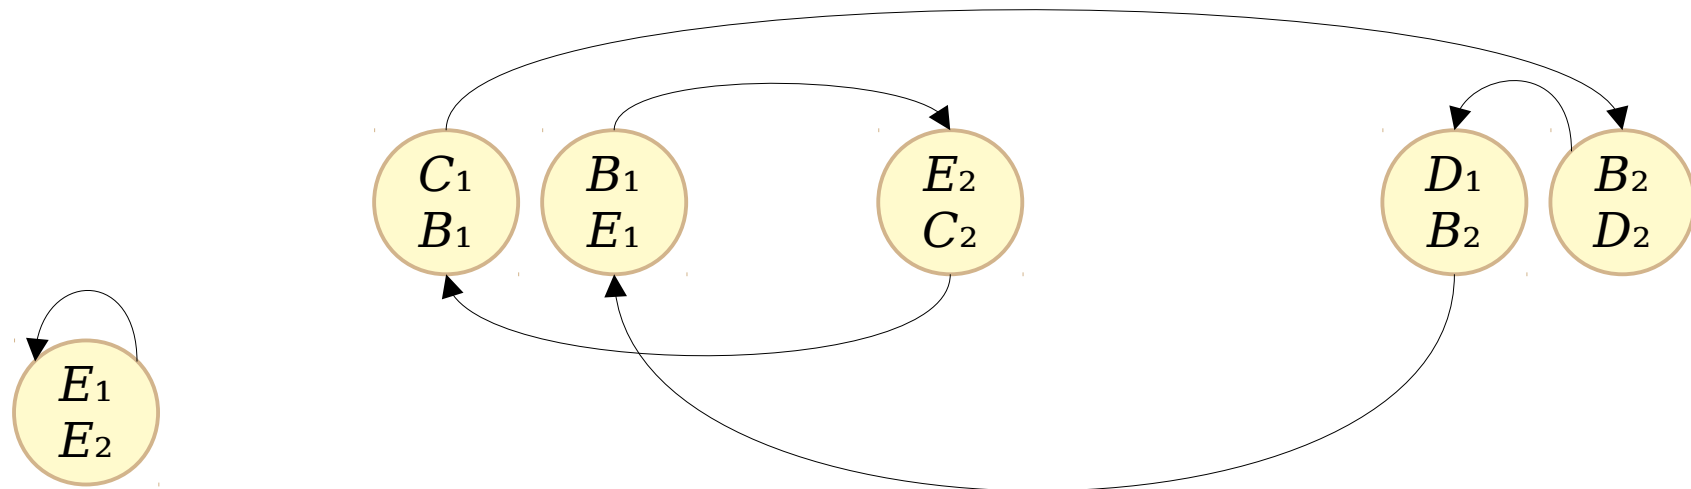 C₁
B₁
B₁
E₁
E₂
C₂
D₁
B₂
B₂
D₂
E₁
E₂